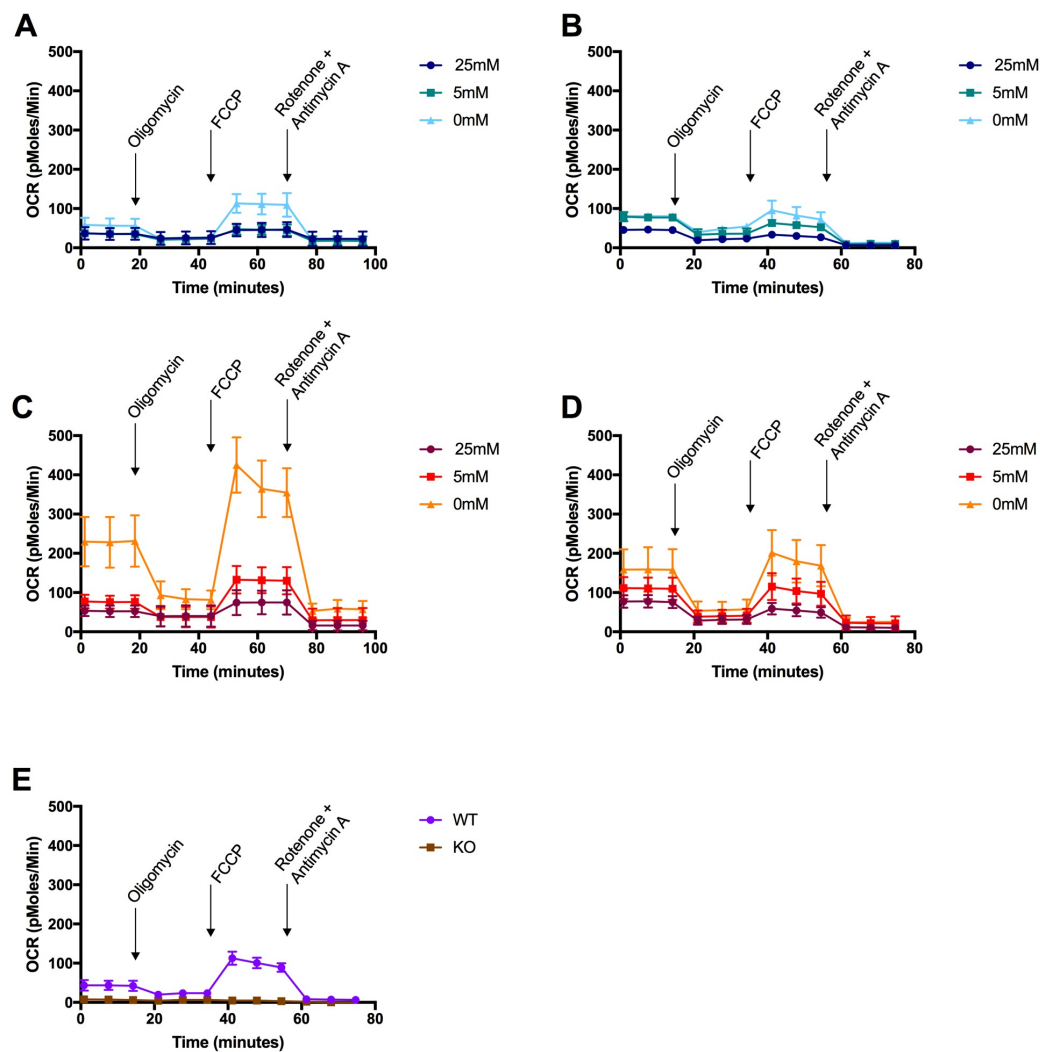 A
500
400
300
200
100
0
OCR (pMoles/Min)
0 20 40 60 80 100
Time (minutes)
Oligomycin
FCCP
Rotenone +
Antimycin A
25mM
5mM
0mM
B
500
400
300
200
100
0
OCR (pMoles/Min)
0 20 40 60 80
Time (minutes)
Oligomycin
FCCP
Rotenone +
Antimycin A
25mM
5mM
0mM
C
500
400
300
200
100
0
OCR (pMoles/Min)
0 20 40 60 80 100
Time (minutes)
Oligomycin
FCCP
Rotenone +
Antimycin A
25mM
5mM
0mM
D
500
400
300
200
100
0
OCR (pMoles/Min)
0 20 40 60 80
Time (minutes)
Oligomycin
FCCP
Rotenone +
Antimycin A
25mM
5mM
0mM
E
500
400
300
200
100
0
OCR (pMoles/Min)
0 20 40 60 80
Time (minutes)
Oligomycin
FCCP
Rotenone +
Antimycin A
WT
KO